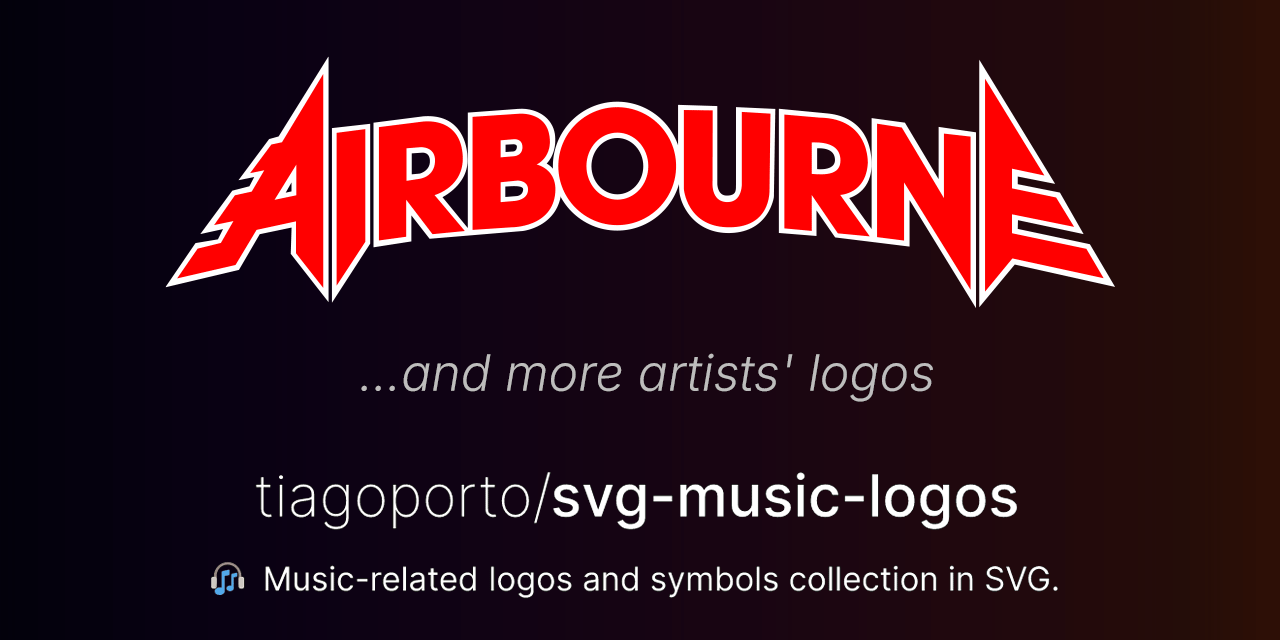 AIRBOURNE
...and more artists' logos
tiagoporto/svg-music-logos
Music-related logos and symbols collection in SVG.